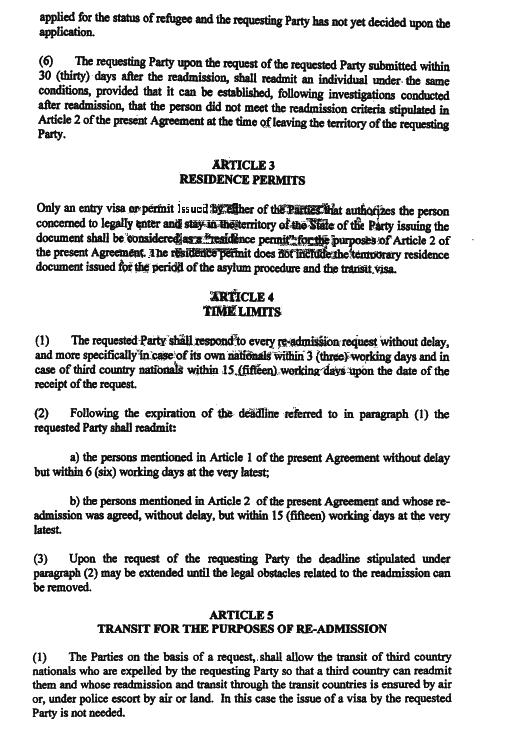 applied for the status of refugee and the requesting Party has not yet decided upon the
application.
(6) The requesting Party upon the request of the requested Party submitted within
30 (thirty) days after the readmission, shall readmit an individual under the same
conditions, provided that it can be established, following investigations conducted
after readmission, that the person did not meet the readmission criteria stipulated in
Article 2 of the present Agreement at the time of leaving the territory of the requesting
Party.
ARTICLE 3
RESIDENCE PERMITS
Only an entry visa or permit issued by either of the Parties that authorizes the person
concerned to legally enter and stay in the territory of the State of the Party issuing the
document shall be considered as a "residence permit" for the purposes of Article 2 of
the present Agreement. The residence permit does not include the temporary residence
document issued for the period of the asylum procedure and the transit visa.
ARTICLE 4
TIME LIMITS
(1) The requested Party shall respond to every re-admission request without delay,
and more specifically in case of its own nationals within 3 (three) working days and in
case of third country nationals within 15 (fifteen) working days upon the date of the
receipt of the request.
(2) Following the expiration of the deadline referred to in paragraph (1) the
requested Party shall readmit:
a) the persons mentioned in Article 1 of the present Agreement without delay
but within 6 (six) working days at the very latest;
b) the persons mentioned in Article 2 of the present Agreement and whose re-
admission was agreed, without delay, but within 15 (fifteen) working days at the very
latest.
(3) Upon the request of the requesting Party the deadline stipulated under
paragraph (2) may be extended until the legal obstacles related to the readmission can
be removed.
ARTICLE 5
TRANSIT FOR THE PURPOSES OF RE-ADMISSION
(1) The Parties on the basis of a request, shall allow the transit of third country
nationals who are expelled by the requesting Party so that a third country can readmit
them and whose readmission and transit through the transit countries is ensured by air
or, under police escort by air or land. In this case the issue of a visa by the requested
Party is not needed.